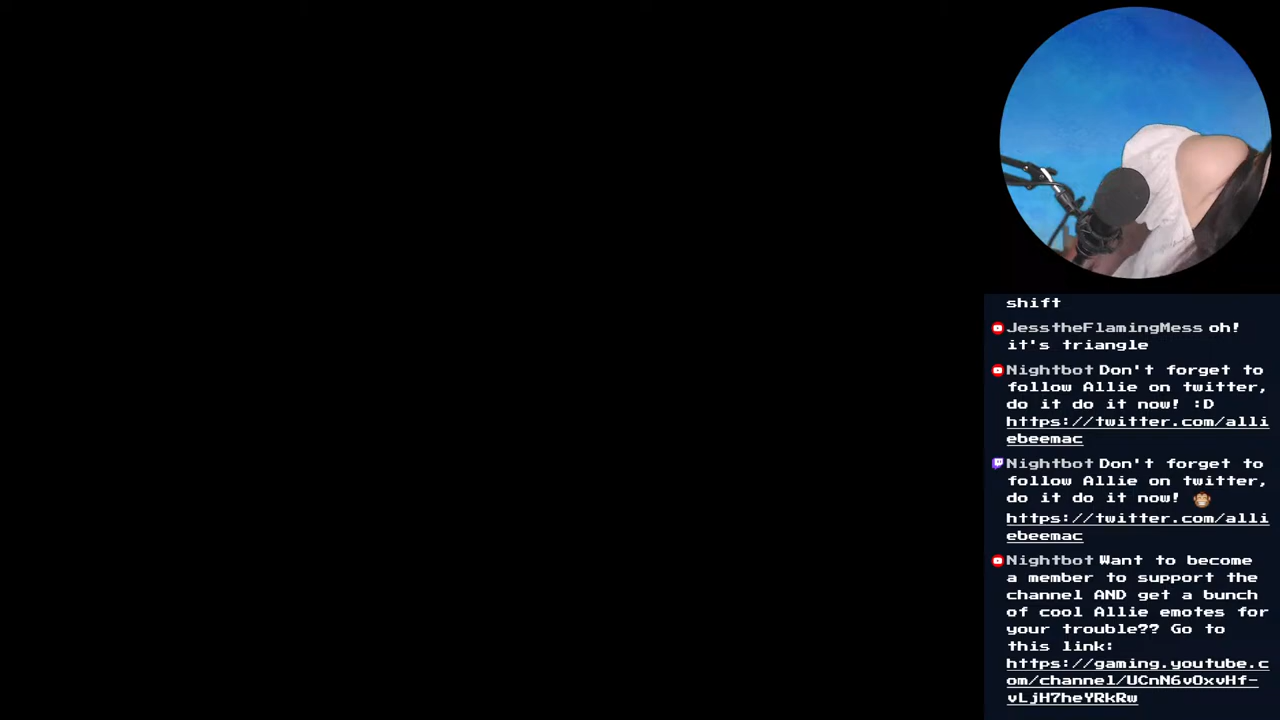 shift
JesstheFlamingMess oh!
it's triangle
Nightbot Don't forget to
follow Allie on twitter,
do it do it now! :D
https://twitter.com/alli
ebeemac
Nightbot Don't forget to
follow Allie on twitter,
do it do it now!
https://twitter.com/alli
ebeemac
Nightbot Want to become
a member to support the
channel AND get a bunch
of cool Allie emotes for
your trouble?? Go to
this link:
https://gaming.youtube.c
om/channel/UCnN6vOxvHf-
vLjH7heYRkRw